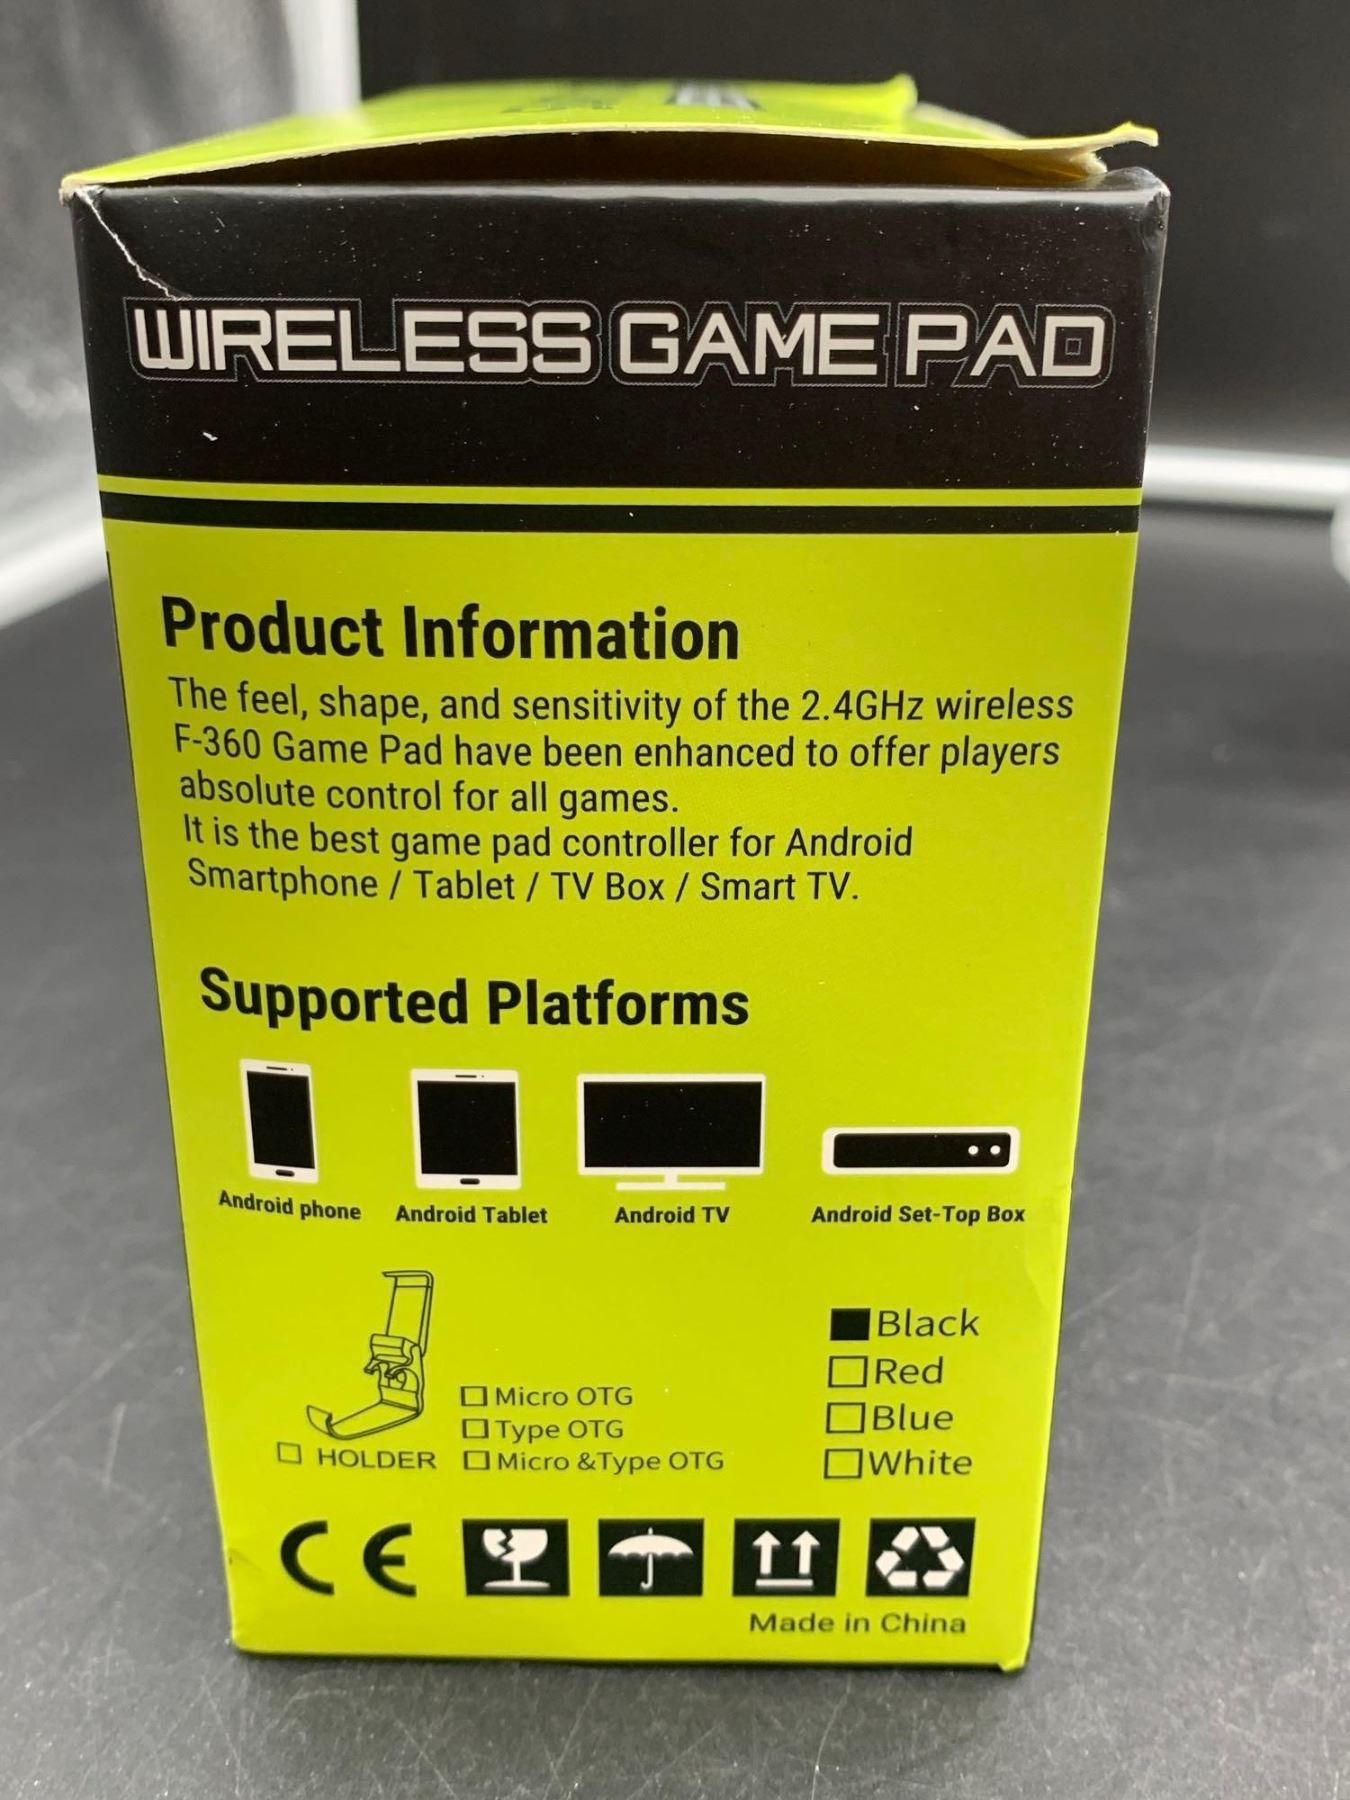 WIRELESS GAME PAD
Product Information
The feel, shape, and sensitivity of the 2.4GHz wireless
F-360 Game Pad have been enhanced to offer players
absolute control for all games.
It is the best game pad controller for Android
Smartphone / Tablet / TV Box / Smart TV.
Supported Platforms
Android phone
Android Tablet
Android TV
Android Set-Top Box
HOLDER
Micro OTG
Type OTG
Micro &Type OTG
Black
Red
Blue
White
CE
Made in China